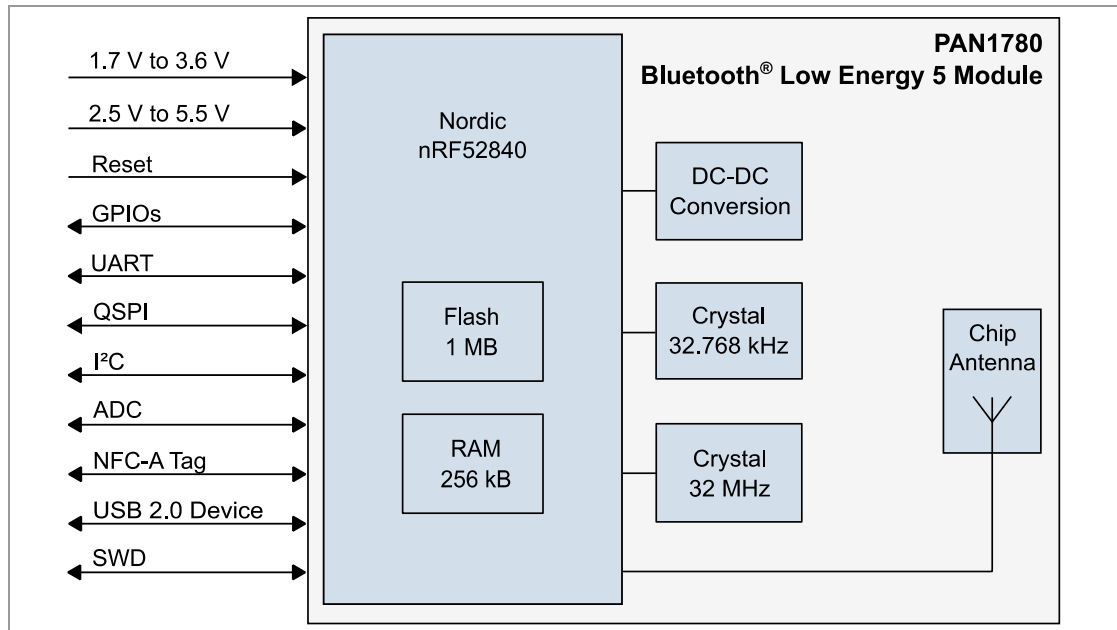 PAN1780
Bluetooth® Low Energy 5 Module
1.7 V to 3.6 V
2.5 V to 5.5 V
Reset
GPIOs
UART
QSPI
I²C
ADC
NFC-A Tag
USB 2.0 Device
SWD
Nordic
nRF52840
Flash
1 MB
RAM
256 kB
DC-DC
Conversion
Crystal
32.768 kHz
Crystal
32 MHz
Chip
Antenna